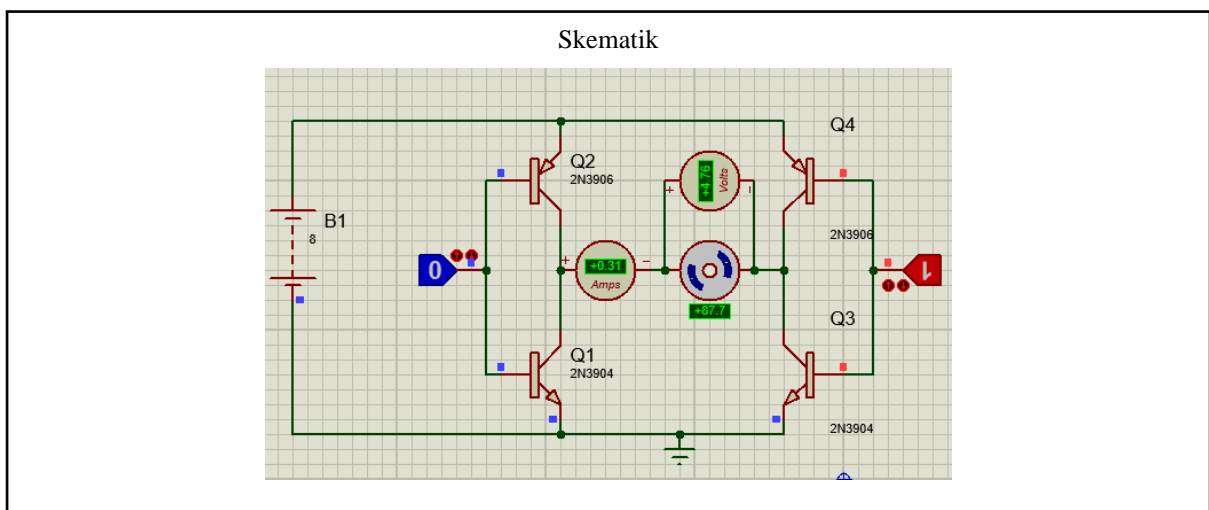 Skematik
Q4
Q2
2N3906
+4.76
Volts
B1
8
2N3906
0
+0.31
Amps
1
+87.7
Q3
Q1
2N3904
2N3904